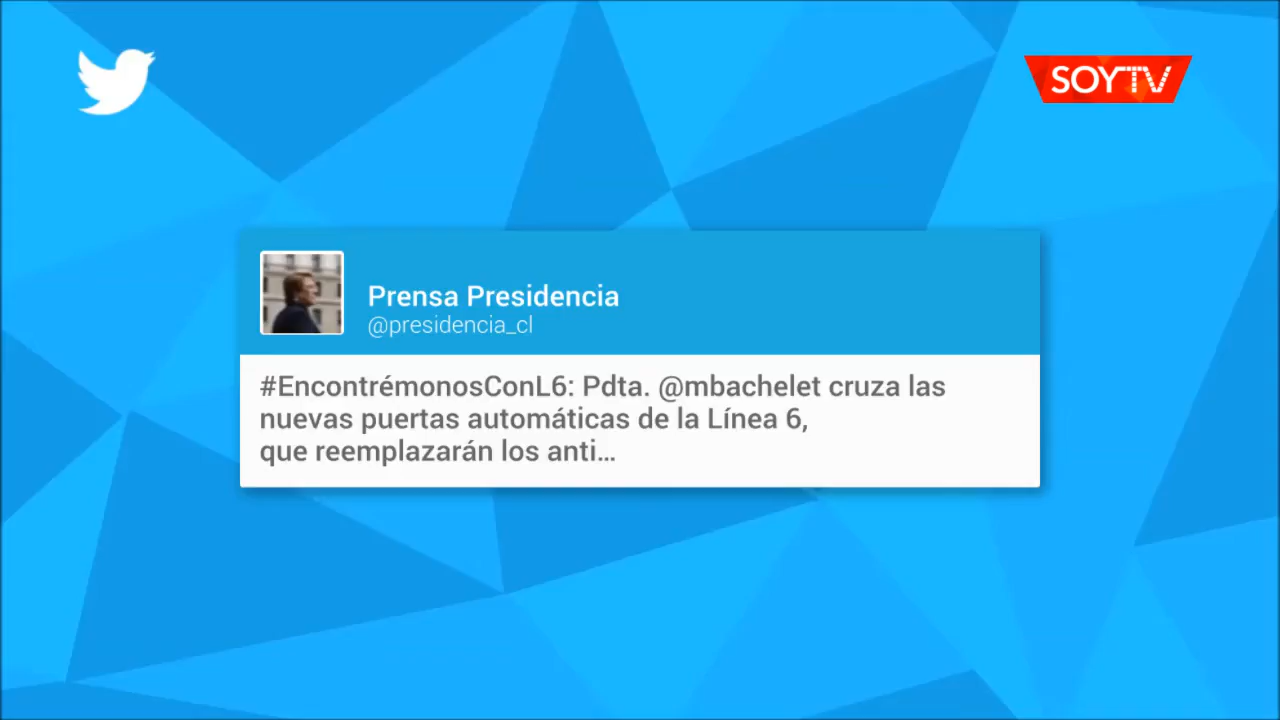 SOYTV
Prensa Presidencia
@presidencia_cl
#EncontrémonosConL6: Pdta. @mbachelet cruza las
nuevas puertas automáticas de la Línea 6,
que reemplazarán los anti...